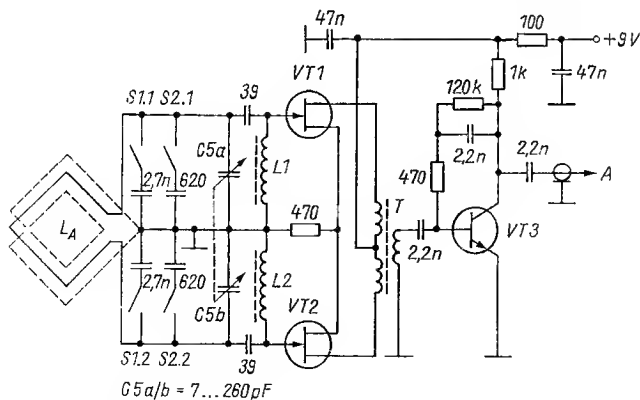 47n
100
+9V
VT1
1k
47n
S1.1 S2.1
39
120k
C5a
L1
2,2n
2,2n
A
2,7n 620
470
470
T
L_A
2,2n
VT3
2,7n 620
L2
C5b
VT2
S1.2 S2.2
39
C5a/b = 7...260pF